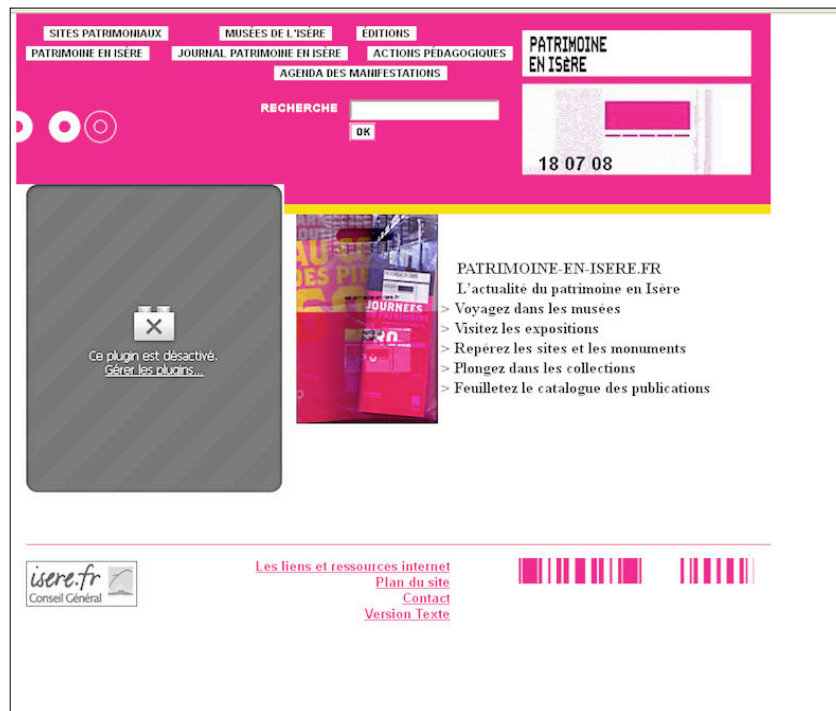 SITES PATRIMONIAUX MUSÉES DE L'ISÈRE ÉDITIONS
PATRIMOINE EN ISÈRE JOURNAL PATRIMOINE EN ISÈRE ACTIONS PÉDAGOGIQUES
AGENDA DES MANIFESTATIONS
PATRIMOINE
EN ISèRE
RECHERCHE
OK
18 07 08
AU
DES PIE
JOURNEES
Ce plugin est désactivé.
Gérer les plugins...
PATRIMOINE-EN-ISERE.FR
L'actualité du patrimoine en Isère
> Voyagez dans les musées
> Visitez les expositions
> Repérez les sites et les monuments
> Plongez dans les collections
> Feuilletez le catalogue des publications
isere.fr
Conseil Général
Les liens et ressources internet
Plan du site
Contact
Version Texte